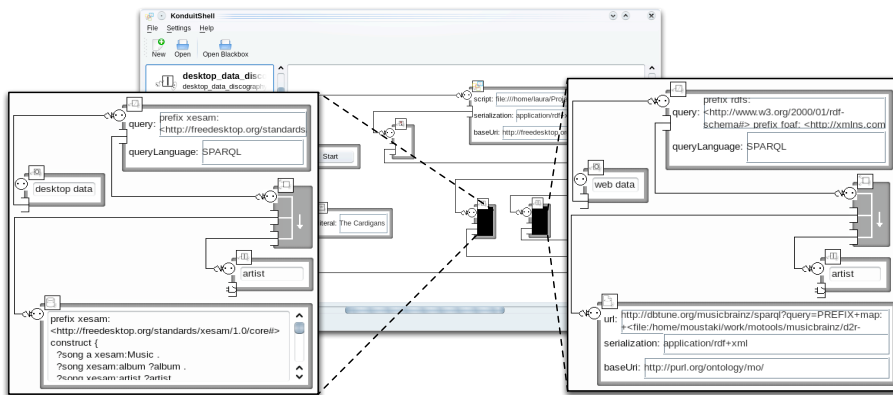 KonduitShell
File Settings Help
New Open Open Blackbox
desktop_data_disc
desktop_data_discograph
script: file:///home/laura/Pro
serialization: application/rdf
baseUri: http://freedesktop.o
Start
literal: The Cardigans
query: prefix xesam:
<http://freedesktop.org/standards
queryLanguage: SPARQL
desktop data
artist
prefix xesam:
<http://freedesktop.org/standards/xesam/1.0/core#>
construct {
?song a xesam:Music .
?song xesam:album ?album .
?song xesam:artist ?artist
prefix rdfs:
query: <http://www.w3.org/2000/01/rdf-
schema#> prefix foaf: <http://xmlns.com
queryLanguage: SPARQL
web data
artist
url: http://dbtune.org/musicbrainz/sparql?query=PREFIX+map:
+<file:/home/moustaki/work/motools/musicbrainz/d2r-
serialization: application/rdf+xml
baseUri: http://purl.org/ontology/mo/